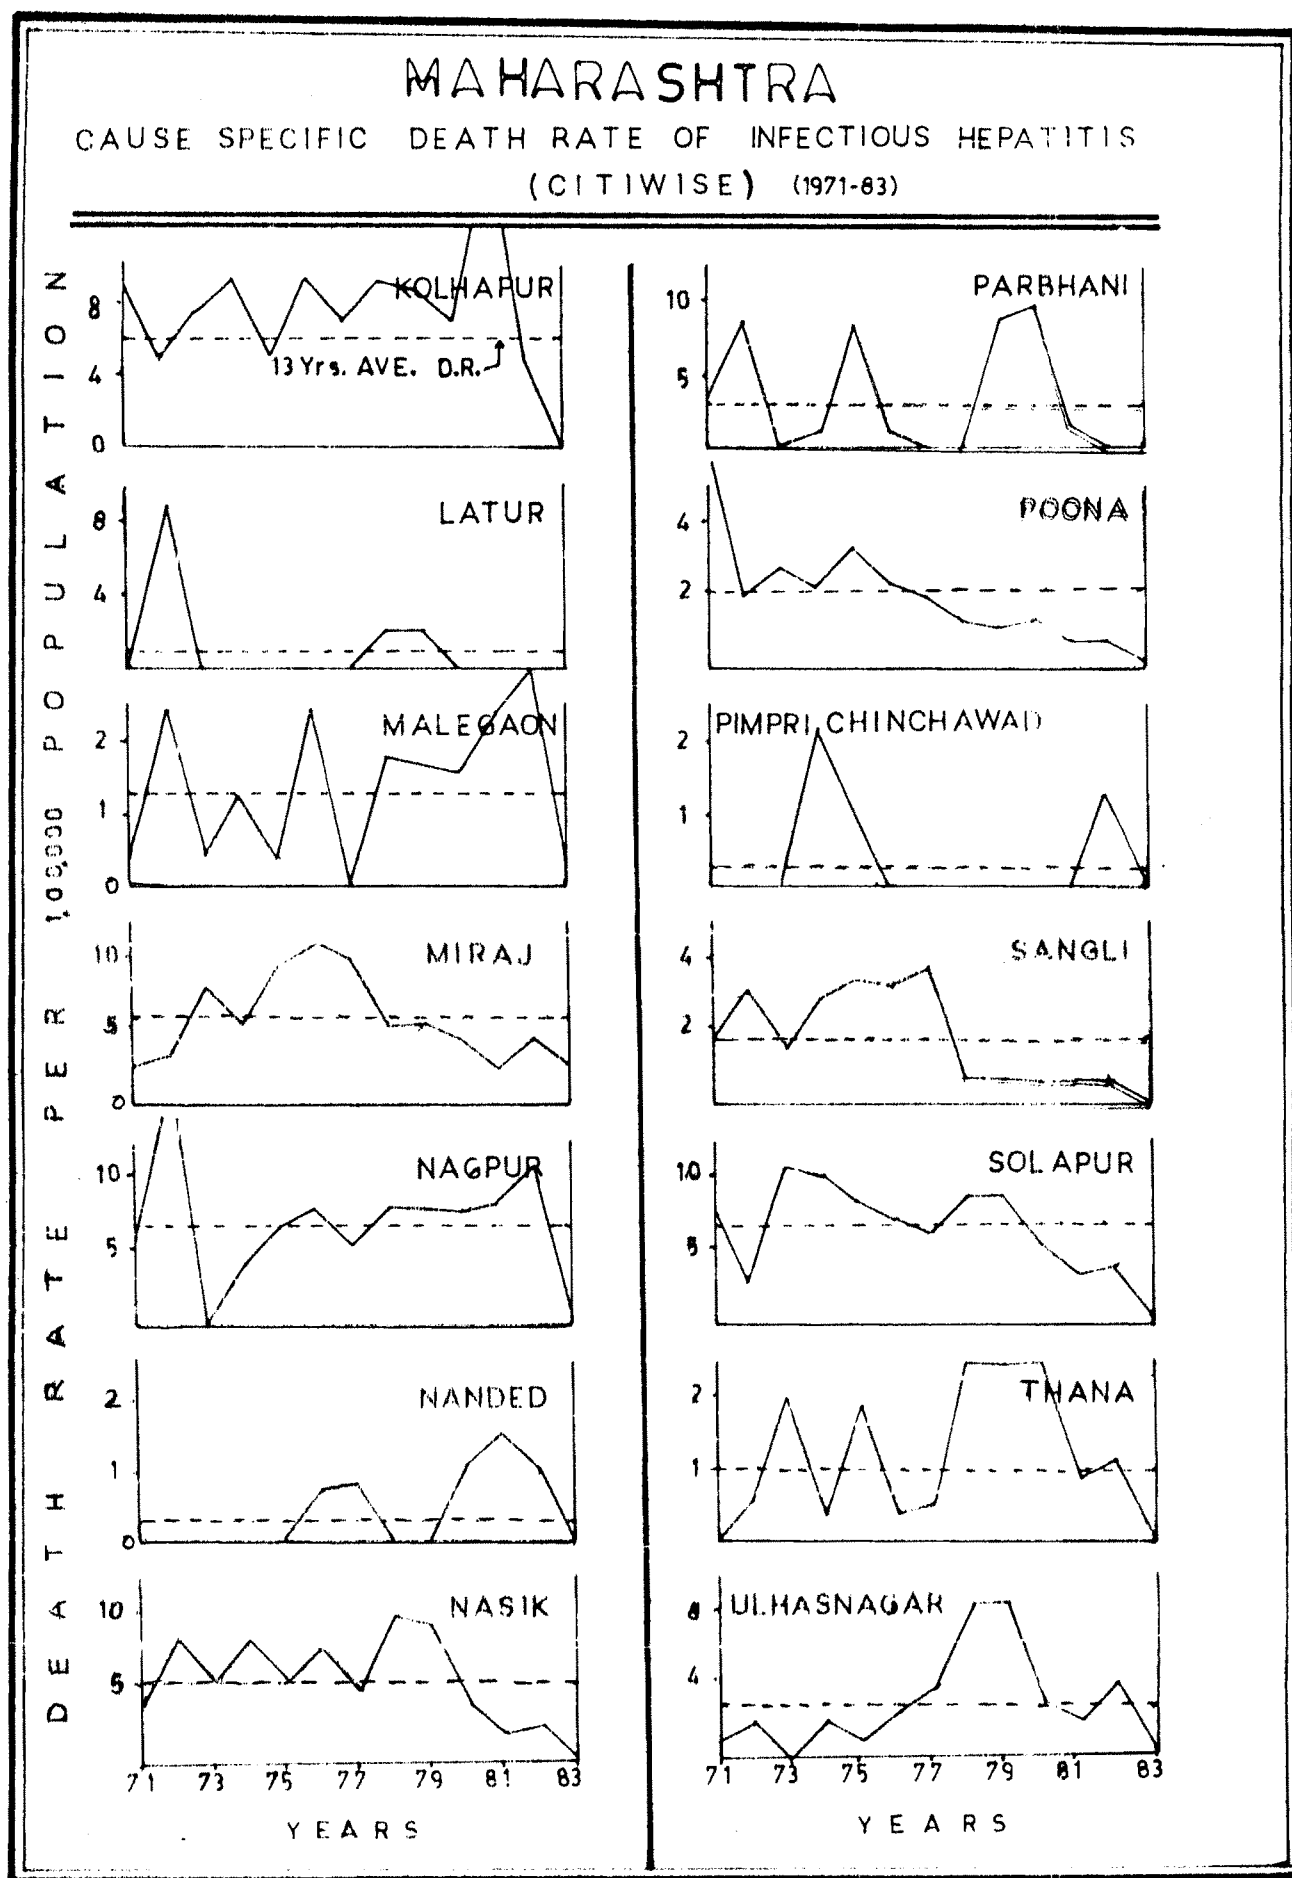 MAHARASHTRA
CAUSE SPECIFIC DEATH RATE OF INFECTIOUS HEPATITIS
(CITIWISE) (1971-83)
DEATH RATE PER 1,00,000 POPULATION
KOLHAPUR
8
4
0
13 Yrs. AVE. D.R.
LATUR
8
4
MALEGAON
2
1
0
MIRAJ
10
5
0
NAGPUR
10
5
NANDED
2
1
0
NASIK
10
5
71 73 75 77 79 81 83
YEARS
PARBHANI
10
5
POONA
4
2
PIMPRI CHINCHAWAD
2
1
SANGLI
4
2
SOLAPUR
10
5
THANA
2
1
ULHASNAGAR
8
4
71 73 75 77 79 81 83
YEARS